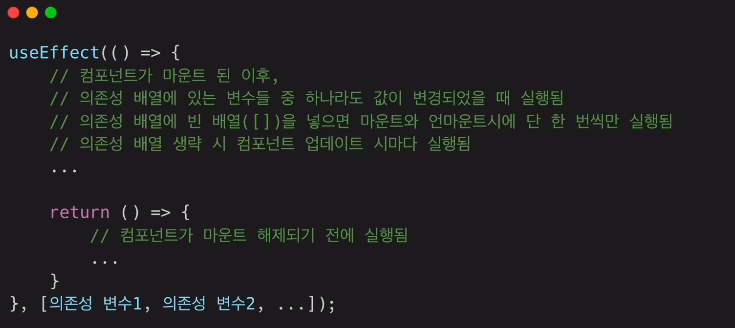 useEffect(() => {
// 컴포넌트가 마운트 된 이후,
// 의존성 배열에 있는 변수들 중 하나라도 값이 변경되었을 때 실행됨
// 의존성 배열에 빈 배열([])을 넣으면 마운트와 언마운트시에 단 한 번씩만 실행됨
// 의존성 배열 생략 시 컴포넌트 업데이트 시마다 실행됨
...
return () => {
// 컴포넌트가 마운트 해제되기 전에 실행됨
...
}
}, [의존성 변수1, 의존성 변수2, ...]);